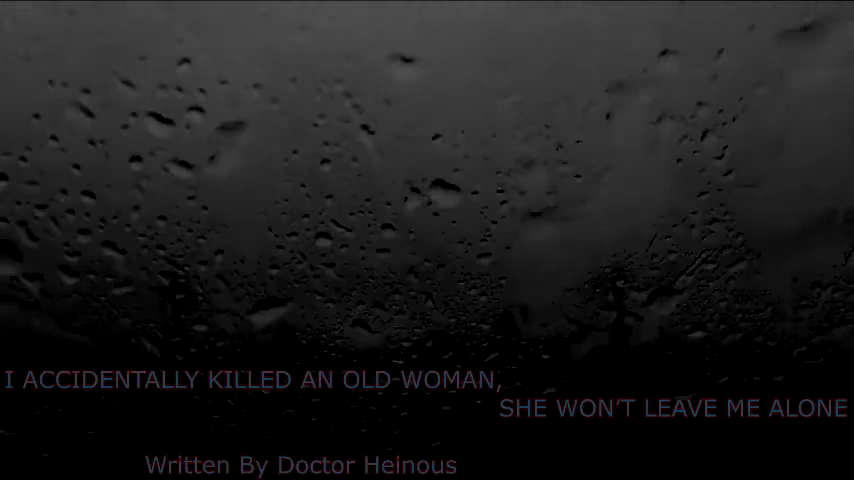 I ACCIDENTALLY KILLED AN OLD-WOMAN,
SHE WON'T LEAVE ME ALONE
Written By Doctor Heinous